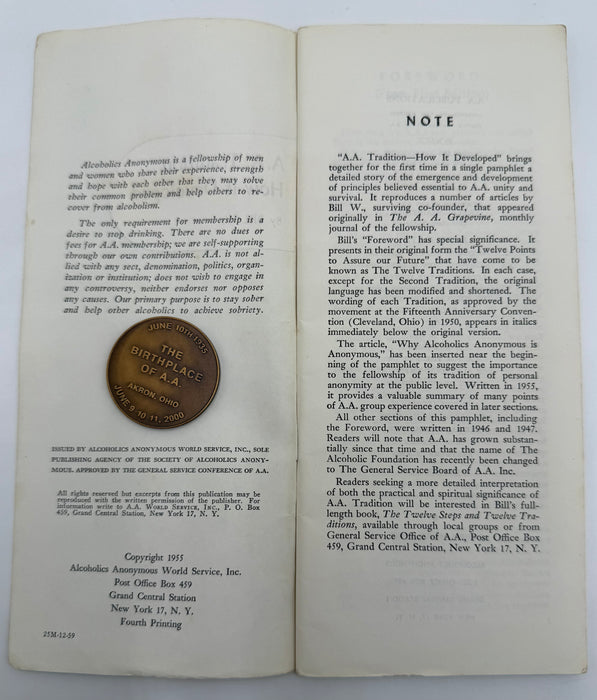 Alcoholics Anonymous is a fellowship of men
and women who share their experience, strength
and hope with each other that they may solve
their common problem and help others to re-
cover from alcoholism.
The only requirement for membership is a
desire to stop drinking. There are no dues or
fees for A.A. membership; we are self-supporting
through our own contributions. A.A. is not al-
lied with any sect, denomination, politics, organ-
ization or institution; does not wish to engage in
any controversy, neither endorses nor opposes
any causes. Our primary purpose is to stay sober
and help other alcoholics to achieve sobriety.
JUNE 10TH 1935
THE
BIRTHPLACE
OF A.A.
AKRON, OHIO
JUNE 9-10-11, 2000
ISSUED BY ALCOHOLICS ANONYMOUS WORLD SERVICE, INC., SOLE
PUBLISHING AGENCY OF THE SOCIETY OF ALCOHOLICS ANONY-
MOUS. APPROVED BY THE GENERAL SERVICE CONFERENCE OF A.A.
All rights reserved but excerpts from this publication may be
reproduced with the written permission of the publisher. For
information write to A.A. WORLD SERVICE, INC., P. O. Box
459, Grand Central Station, New York 17, N. Y.
Copyright 1955
Alcoholics Anonymous World Service, Inc.
Post Office Box 459
Grand Central Station
New York 17, N. Y.
Fourth Printing
25M-12-59
NOTE
"A.A. Tradition—How It Developed" brings
together for the first time in a single pamphlet a
detailed story of the emergence and development
of principles believed essential to A.A. unity and
survival. It reproduces a number of articles by
Bill W., surviving co-founder, that appeared
originally in The A. A. Grapevine, monthly
journal of the fellowship.
Bill's "Foreword" has special significance. It
presents in their original form the "Twelve Points
to Assure our Future" that have come to be
known as The Twelve Traditions. In each case,
except for the Second Tradition, the original
language has been modified and shortened. The
wording of each Tradition, as approved by the
movement at the Fifteenth Anniversary Conven-
tion (Cleveland, Ohio) in 1950, appears in italics
immediately below the original version.
The article, "Why Alcoholics Anonymous is
Anonymous," has been inserted near the begin-
ning of the pamphlet to suggest the importance
to the fellowship of its tradition of personal
anonymity at the public level. Written in 1955,
it provides a valuable summary of many points
of A.A. group experience covered in later sections.
All other sections of this pamphlet, including
the Foreword, were written in 1946 and 1947.
Readers will note that A.A. has grown substan-
tially since that time and that the name of The
Alcoholic Foundation has recently been changed
to The General Service Board of A.A. Inc.
Readers seeking a more detailed interpretation
of both the practical and spiritual significance of
A.A. Tradition will be interested in Bill's full-
length book, The Twelve Steps and Twelve Tra-
ditions, available through local groups or from
General Service Office of A.A., Post Office Box
459, Grand Central Station, New York 17, N. Y.